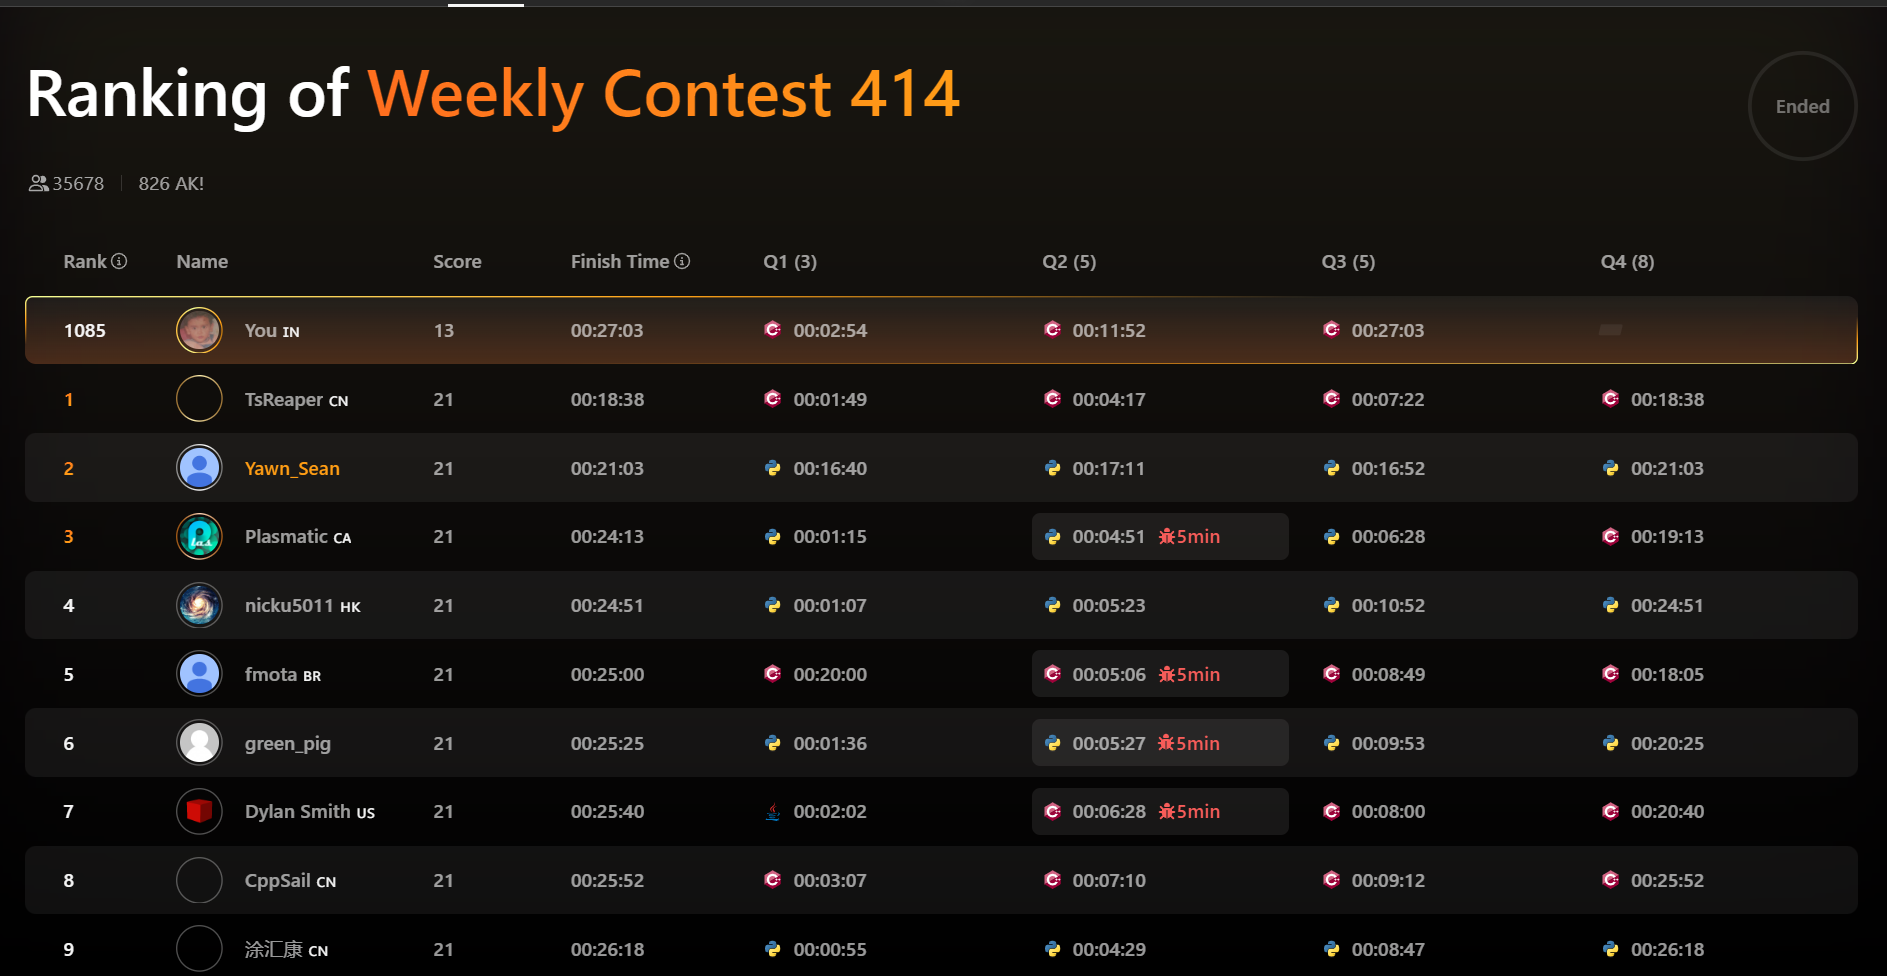 Ranking of Weekly Contest 414
Ended
35678 826 AK!
Rank Name Score Finish Time Q1 (3) Q2 (5) Q3 (5) Q4 (8)
1085 You IN 13 00:27:03 00:02:54 00:11:52 00:27:03
1 TsReaper CN 21 00:18:38 00:01:49 00:04:17 00:07:22 00:18:38
2 Yawn_Sean 21 00:21:03 00:16:40 00:17:11 00:16:52 00:21:03
3 Plasmatic CA 21 00:24:13 00:01:15 00:04:51 5min 00:06:28 00:19:13
4 nicku5011 HK 21 00:24:51 00:01:07 00:05:23 00:10:52 00:24:51
5 fmota BR 21 00:25:00 00:20:00 00:05:06 5min 00:08:49 00:18:05
6 green_pig 21 00:25:25 00:01:36 00:05:27 5min 00:09:53 00:20:25
7 Dylan Smith US 21 00:25:40 00:02:02 00:06:28 5min 00:08:00 00:20:40
8 CppSail CN 21 00:25:52 00:03:07 00:07:10 00:09:12 00:25:52
9 涂汇康 CN 21 00:26:18 00:00:55 00:04:29 00:08:47 00:26:18